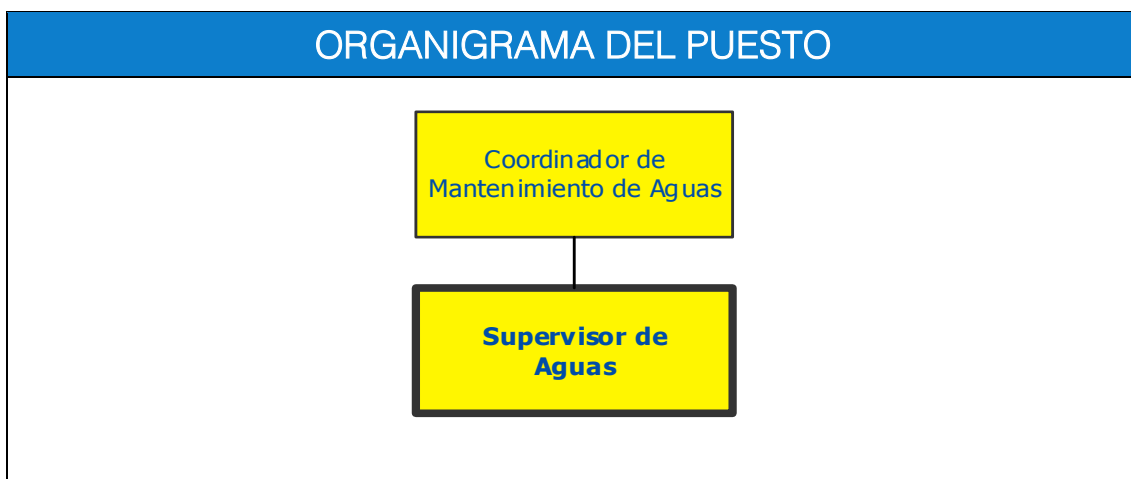 ORGANIGRAMA DEL PUESTO
Coordinador de
Mantenimiento de Aguas
Supervisor de
Aguas